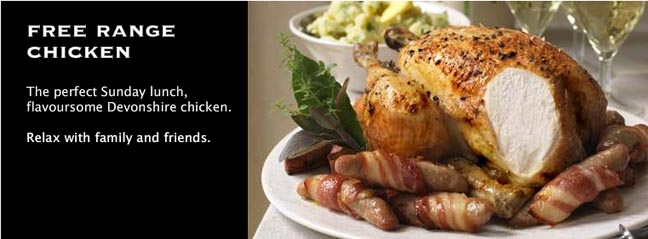 FREE RANGE
CHICKEN
The perfect Sunday lunch,
flavoursome Devonshire chicken.
Relax with family and friends.